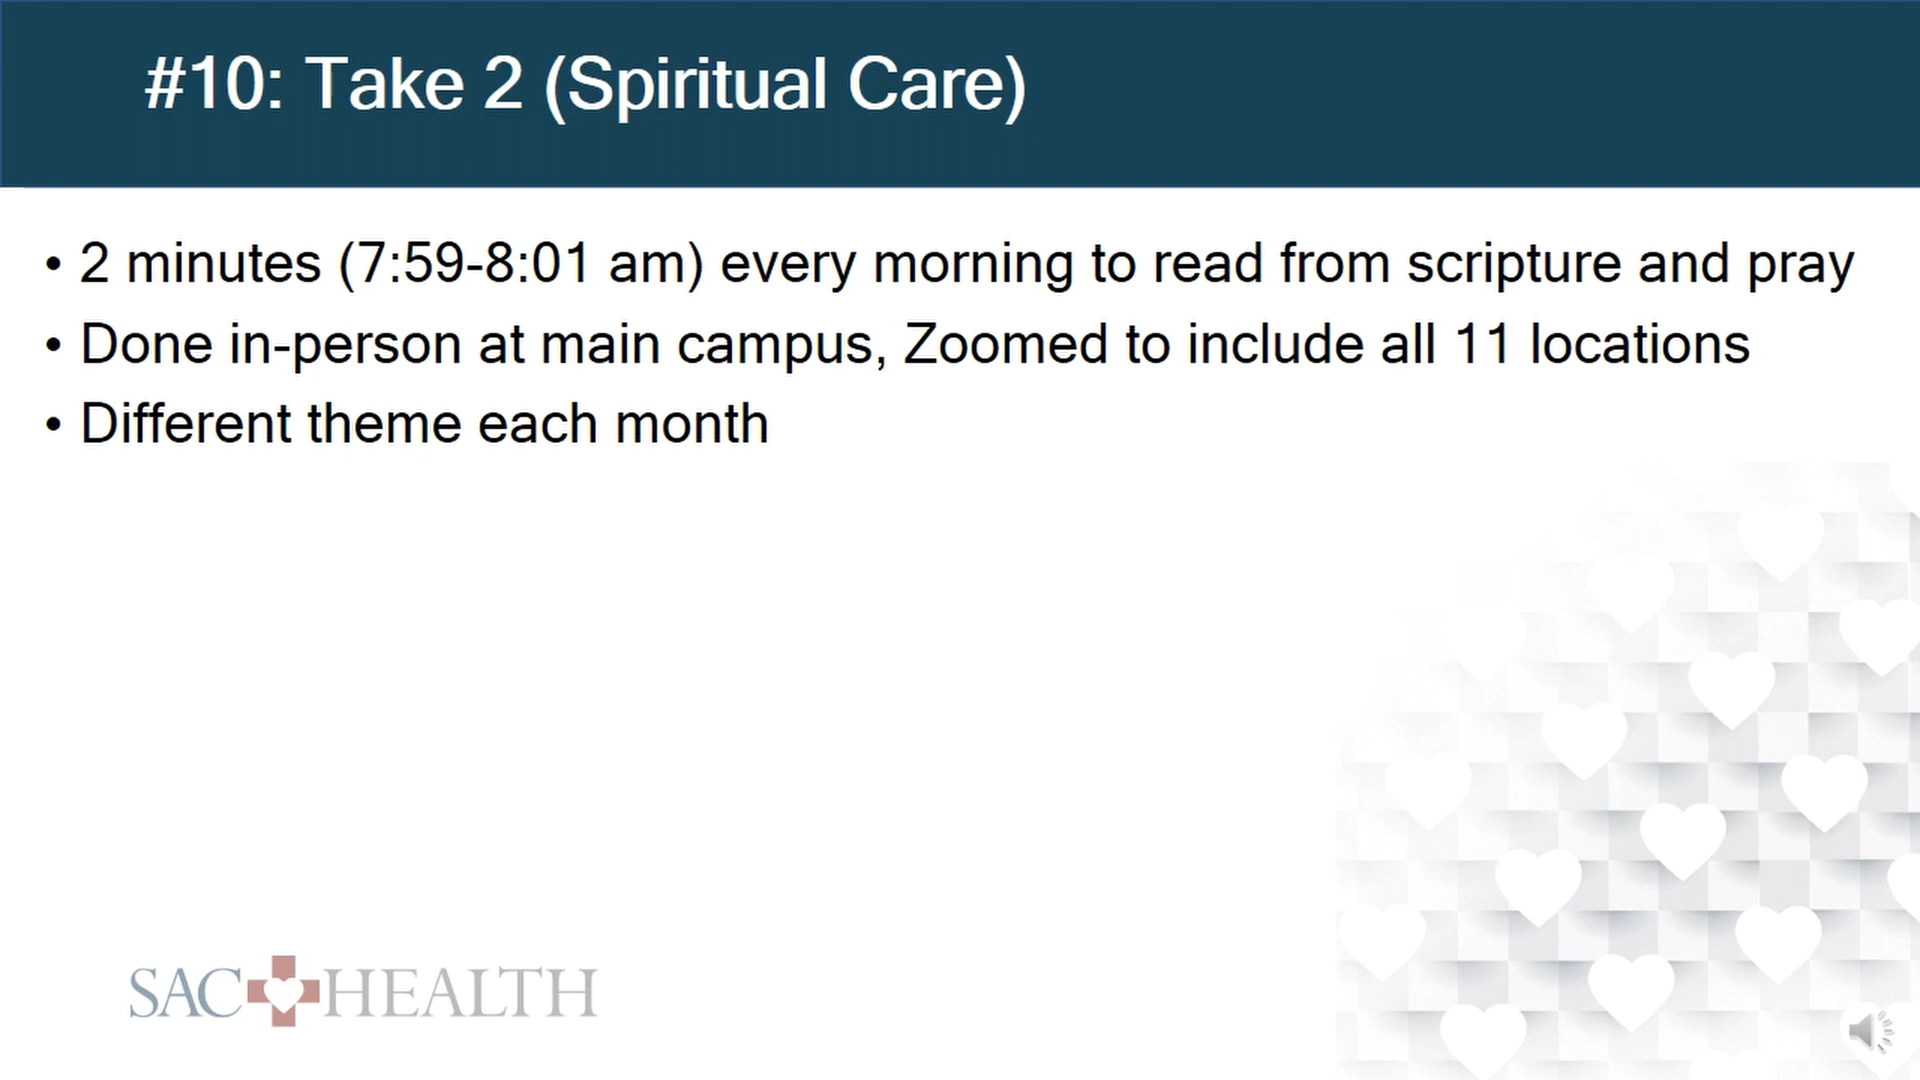 #10: Take 2 (Spiritual Care)
• 2 minutes (7:59-8:01 am) every morning to read from scripture and pray
• Done in-person at main campus, Zoomed to include all 11 locations
• Different theme each month
SAC HEALTH